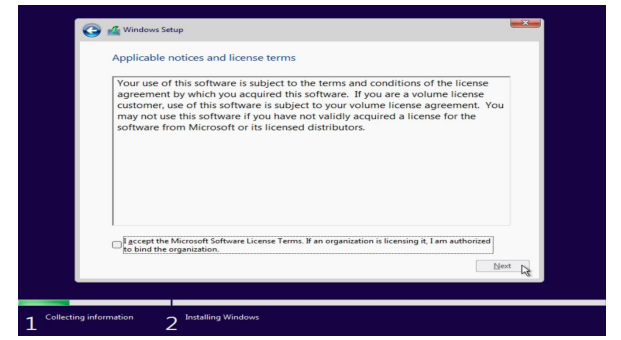 Windows Setup
Applicable notices and license terms
Your use of this software is subject to the terms and conditions of the license
agreement by which you acquired this software. If you are a volume license
customer, use of this software is subject to your volume license agreement. You
may not use this software if you have not validly acquired a license for the
software from Microsoft or its licensed distributors.
I accept the Microsoft Software License Terms. If an organization is licensing it, I am authorized
to bind the organization.
Next
1 Collecting information 2 Installing Windows